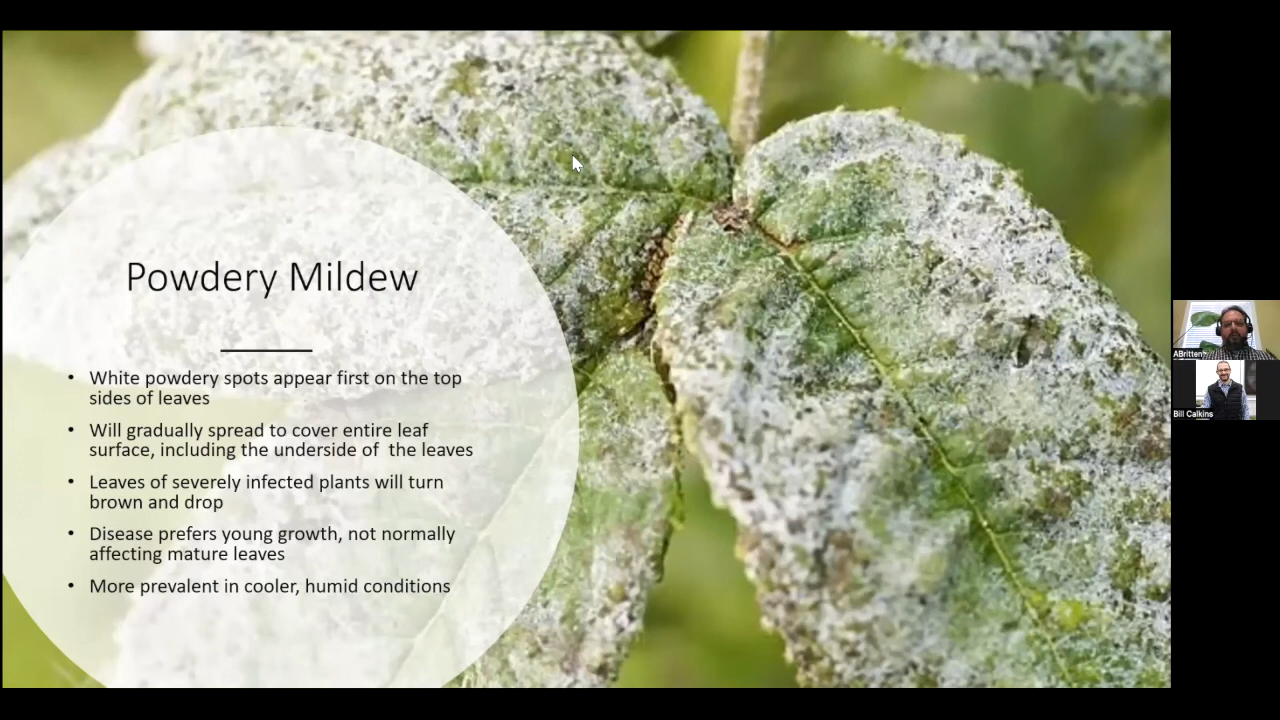 Powdery Mildew
• White powdery spots appear first on the top
sides of leaves
• Will gradually spread to cover entire leaf
surface, including the underside of  the leaves
• Leaves of severely infected plants will turn
brown and drop
• Disease prefers young growth, not normally
affecting mature leaves
• More prevalent in cooler, humid conditions
ABritten
Bill Calkins